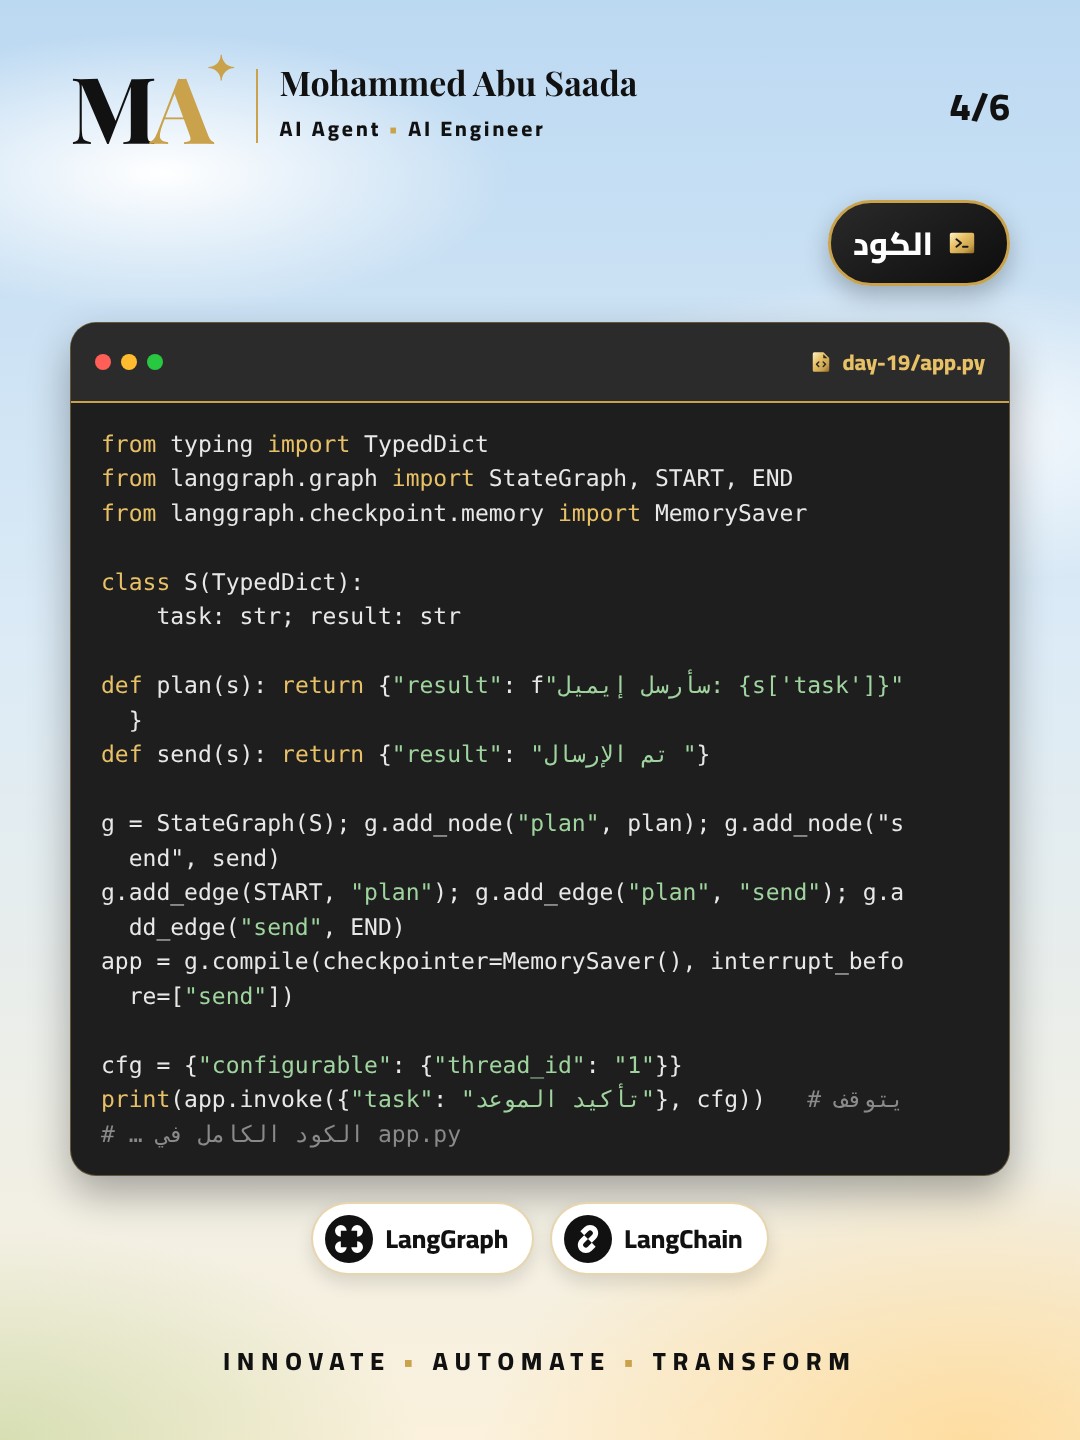 MA
Mohammed Abu Saada
AI Agent ▪ AI Engineer
4/6
الكود
day-19/app.py
from typing import TypedDict
from langgraph.graph import StateGraph, START, END
from langgraph.checkpoint.memory import MemorySaver
class S(TypedDict):
    task: str; result: str
def plan(s): return {"result": f"سأرسل إيميل: {s['task']}"
  }
def send(s): return {"result": "تم الإرسال "}
g = StateGraph(S); g.add_node("plan", plan); g.add_node("s
  end", send)
g.add_edge(START, "plan"); g.add_edge("plan", "send"); g.a
  dd_edge("send", END)
app = g.compile(checkpointer=MemorySaver(), interrupt_befo
  re=["send"])
cfg = {"configurable": {"thread_id": "1"}}
print(app.invoke({"task": "تأكيد الموعد"}, cfg))   # يتوقف
# … الكود الكامل في app.py
LangGraph
LangChain
INNOVATE ▪ AUTOMATE ▪ TRANSFORM